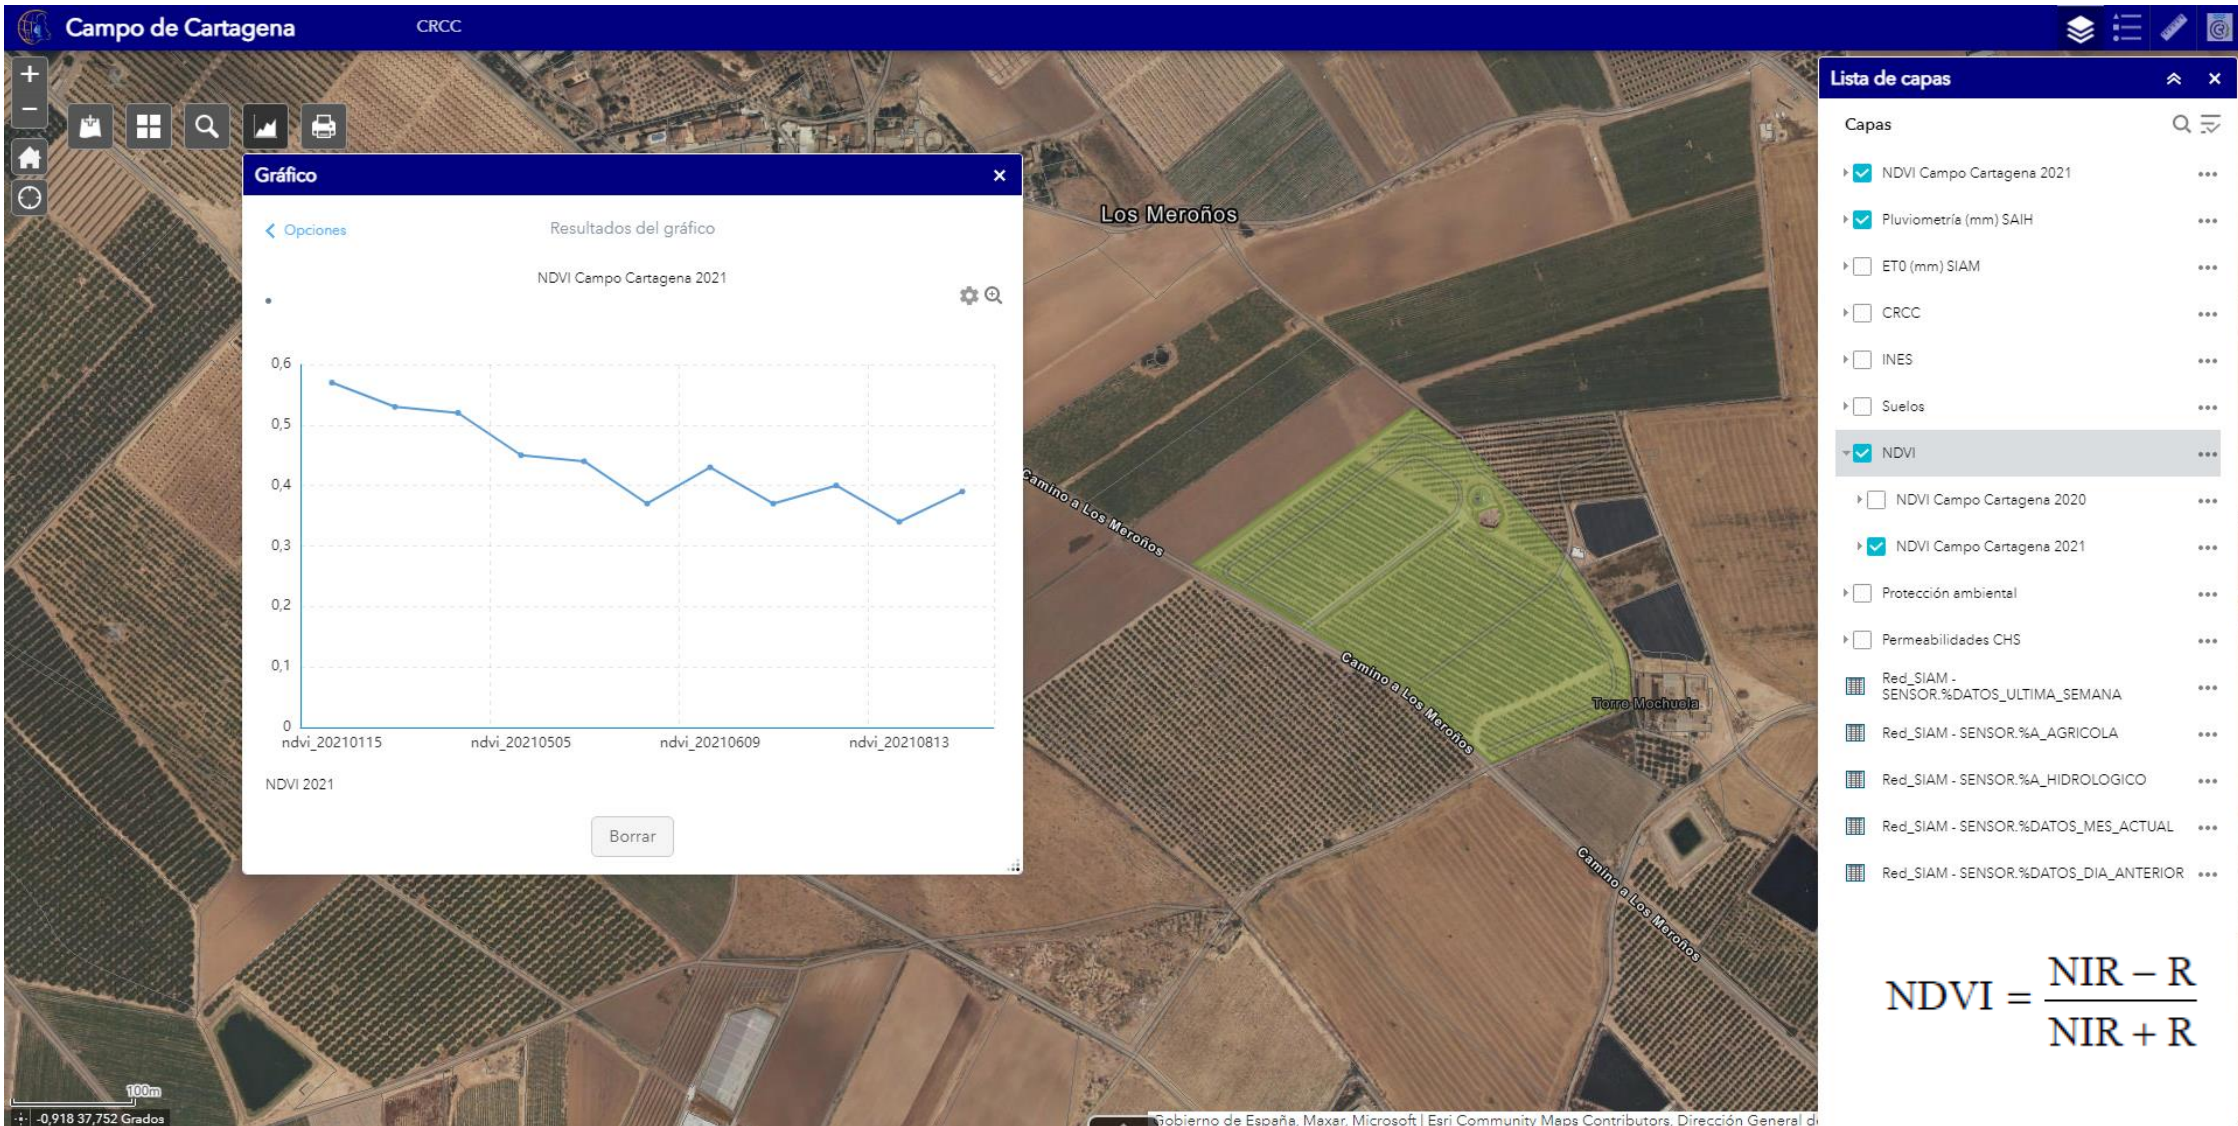 Campo de Cartagena
CRCC
Lista de capas
Capas
NDVI Campo Cartagena 2021
Pluviometría (mm) SAIH
ET0 (mm) SIAM
CRCC
INES
Suelos
NDVI
NDVI Campo Cartagena 2020
NDVI Campo Cartagena 2021
Protección ambiental
Permeabilidades CHS
Red_SIAM -
SENSOR.%DATOS_ULTIMA_SEMANA
Red_SIAM - SENSOR.%A_AGRICOLA
Red_SIAM - SENSOR.%A_HIDROLOGICO
Red_SIAM - SENSOR.%DATOS_MES_ACTUAL
Red_SIAM - SENSOR.%DATOS_DIA_ANTERIOR
NDVI = NIR – R
NIR + R
Gráfico
Opciones
Resultados del gráfico
NDVI Campo Cartagena 2021
0,6
0,5
0,4
0,3
0,2
0,1
0
ndvi_20210115 ndvi_20210505 ndvi_20210609 ndvi_20210813
NDVI 2021
Borrar
Los Meroños
Camino a Los Meroños
Camino a Los Meroños
Torre Mochuela
Camino a Los Meroños
100m
-0,918 37,752 Grados
Gobierno de España, Maxar, Microsoft | Esri Community Maps Contributors, Dirección General d